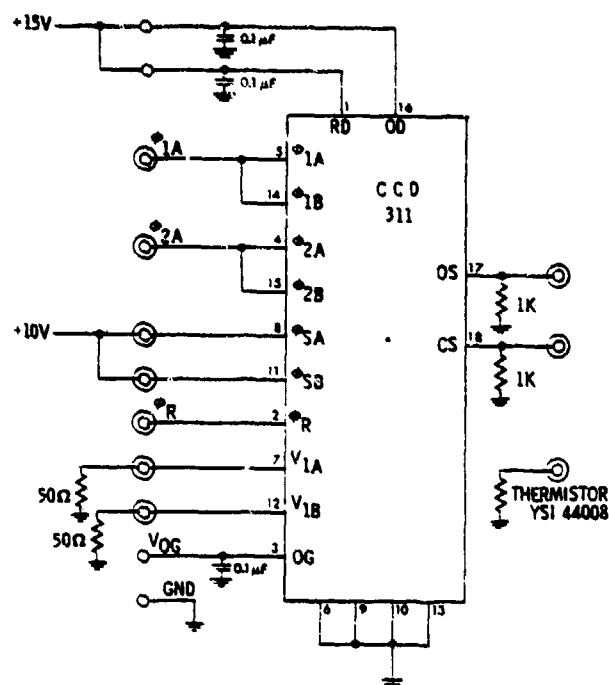 +15V
0.1 µF
0.1 µF
1
16
RD
OD
Φ1A
5
Φ1A
14
Φ1B
CCD
311
Φ2A
4
Φ2A
15
Φ2B
OS
17
1K
+10V
8
ΦSA
CS
18
11
ΦSB
1K
ΦR
2
ΦR
7
V1A
50Ω
12
V1B
THERMISTOR
YSI 44008
50Ω
VOG
3
OG
0.1 µF
GND
6
9
10
13